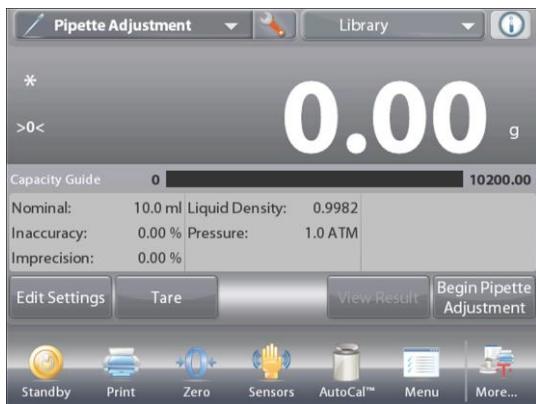 Pipette Adjustment Library
*
>0<
0.00 g
Capacity Guide 0 10200.00
Nominal: 10.0 ml Liquid Density: 0.9982
Inaccuracy: 0.00 % Pressure: 1.0 ATM
Imprecision: 0.00 %
Edit Settings Tare View Result Begin Pipette
Adjustment
Standby Print Zero Sensors AutoCal™ Menu More...